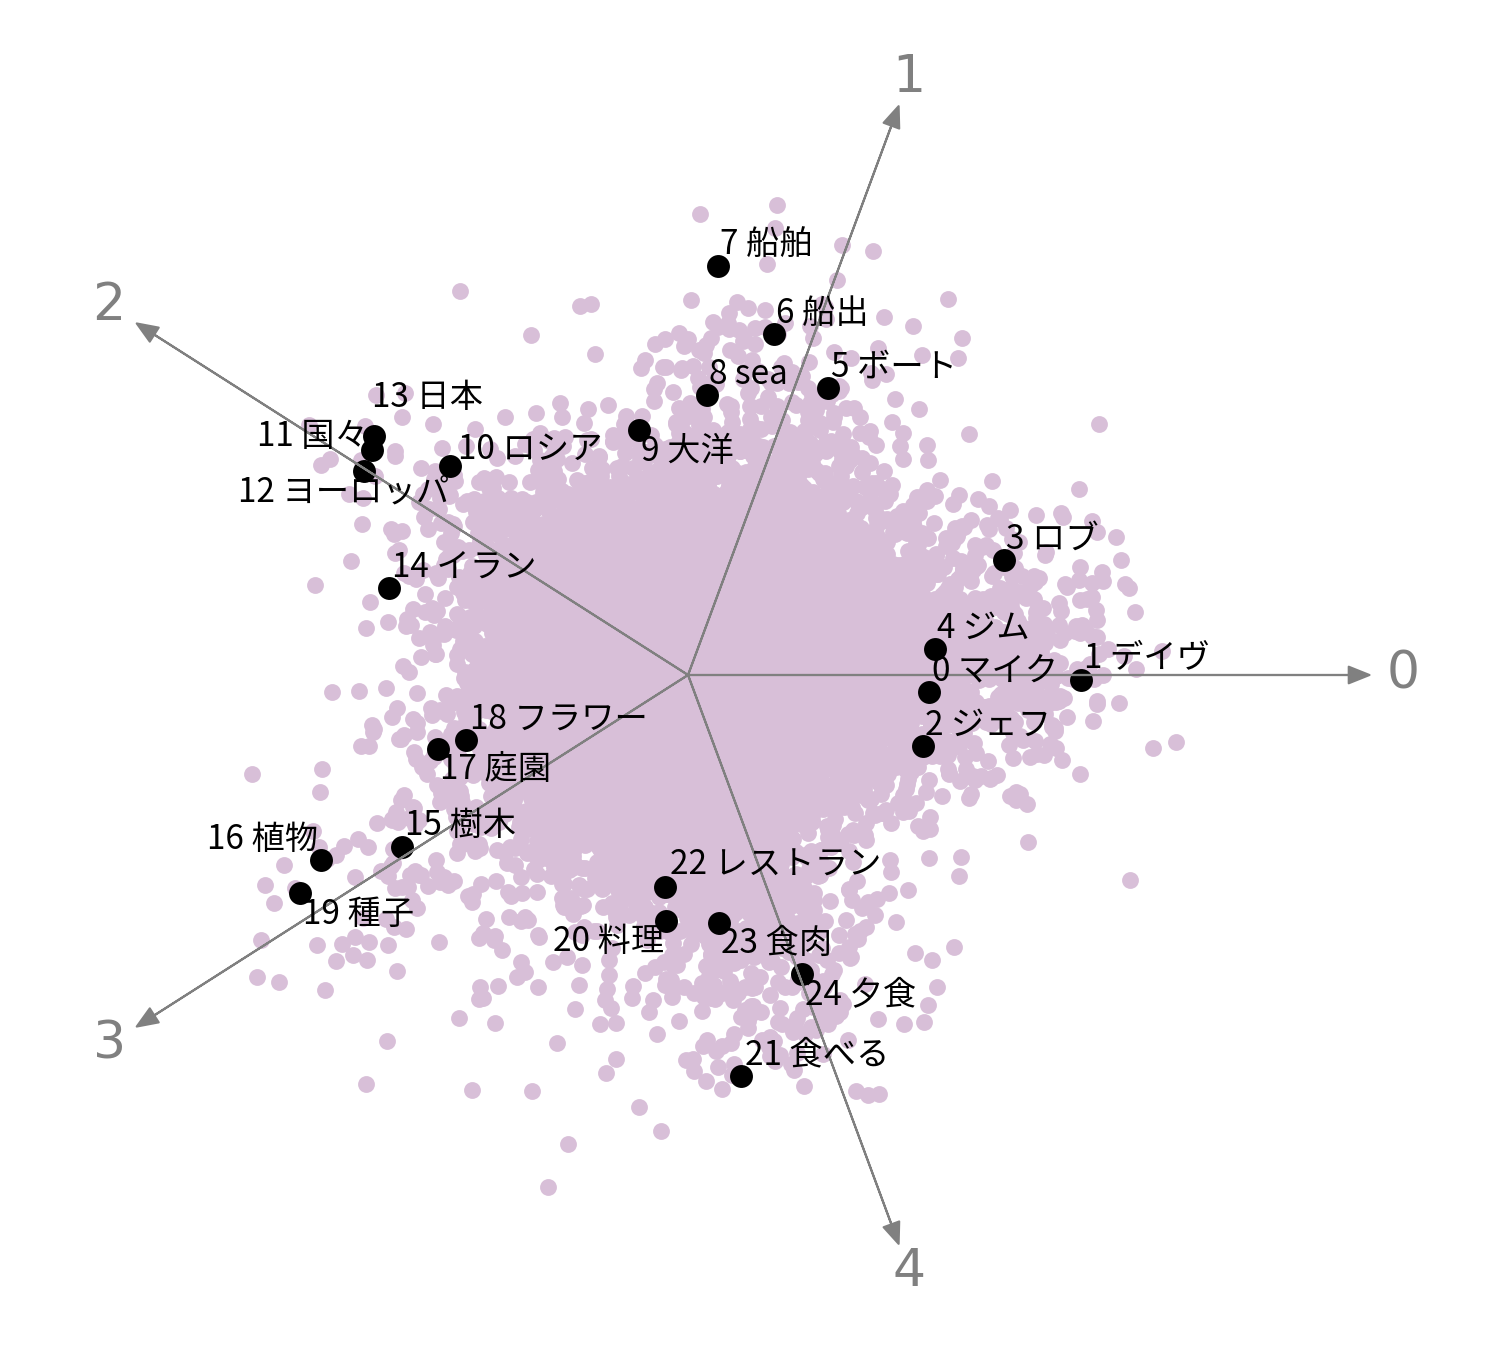 1
7 船舶
2
6 船出
5 ボート
8 sea
13 日本
11 国々
10 ロシア
9 大洋
12 ヨーロッパ
3 ロブ
14 イラン
4 ジム
0 マイク
1 デイヴ
0
2 ジェフ
18 フラワー
17 庭園
15 樹木
16 植物
22 レストラン
19 種子
20 料理
23 食肉
24 夕食
3
21 食べる
4